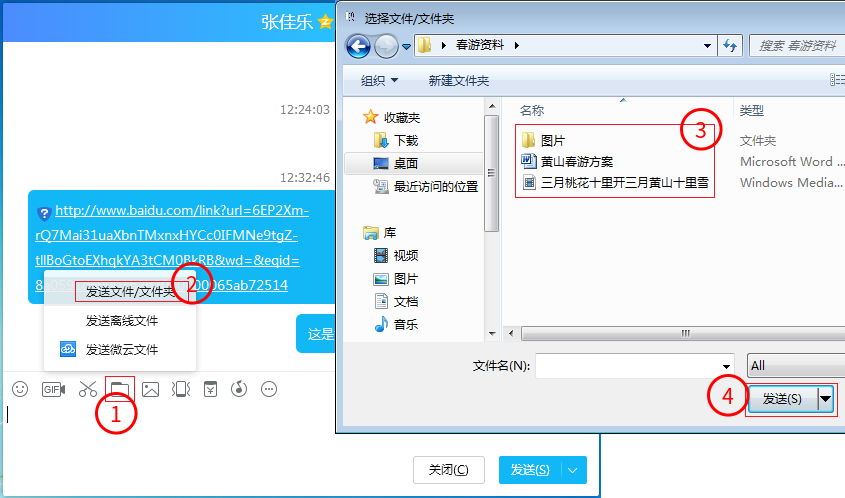 张佳乐
12:24:03
12:32:46
http://www.baidu.com/link?url=6EP2Xm-
rQ7Mai31uaXbnTMxnxHYCc0IFMNe9tgZ-
tllBoGtoEXhqkYA3tCM0BkRB&wd=&eqid=
065ab72514
②
发送文件/文件夹
发送离线文件
发送微云文件
这是
GIF
①
关闭(C)
发送(S)
选择文件/文件夹
春游资料
搜索 春游资料
组织
新建文件夹
收藏夹
下载
桌面
最近访问的位置
库
视频
图片
文档
音乐
名称
类型
③
图片
文件夹
黄山春游方案
Microsoft Word ...
三月桃花十里开三月黄山十里雪
Windows Media...
文件名(N):
All
④
发送(S)